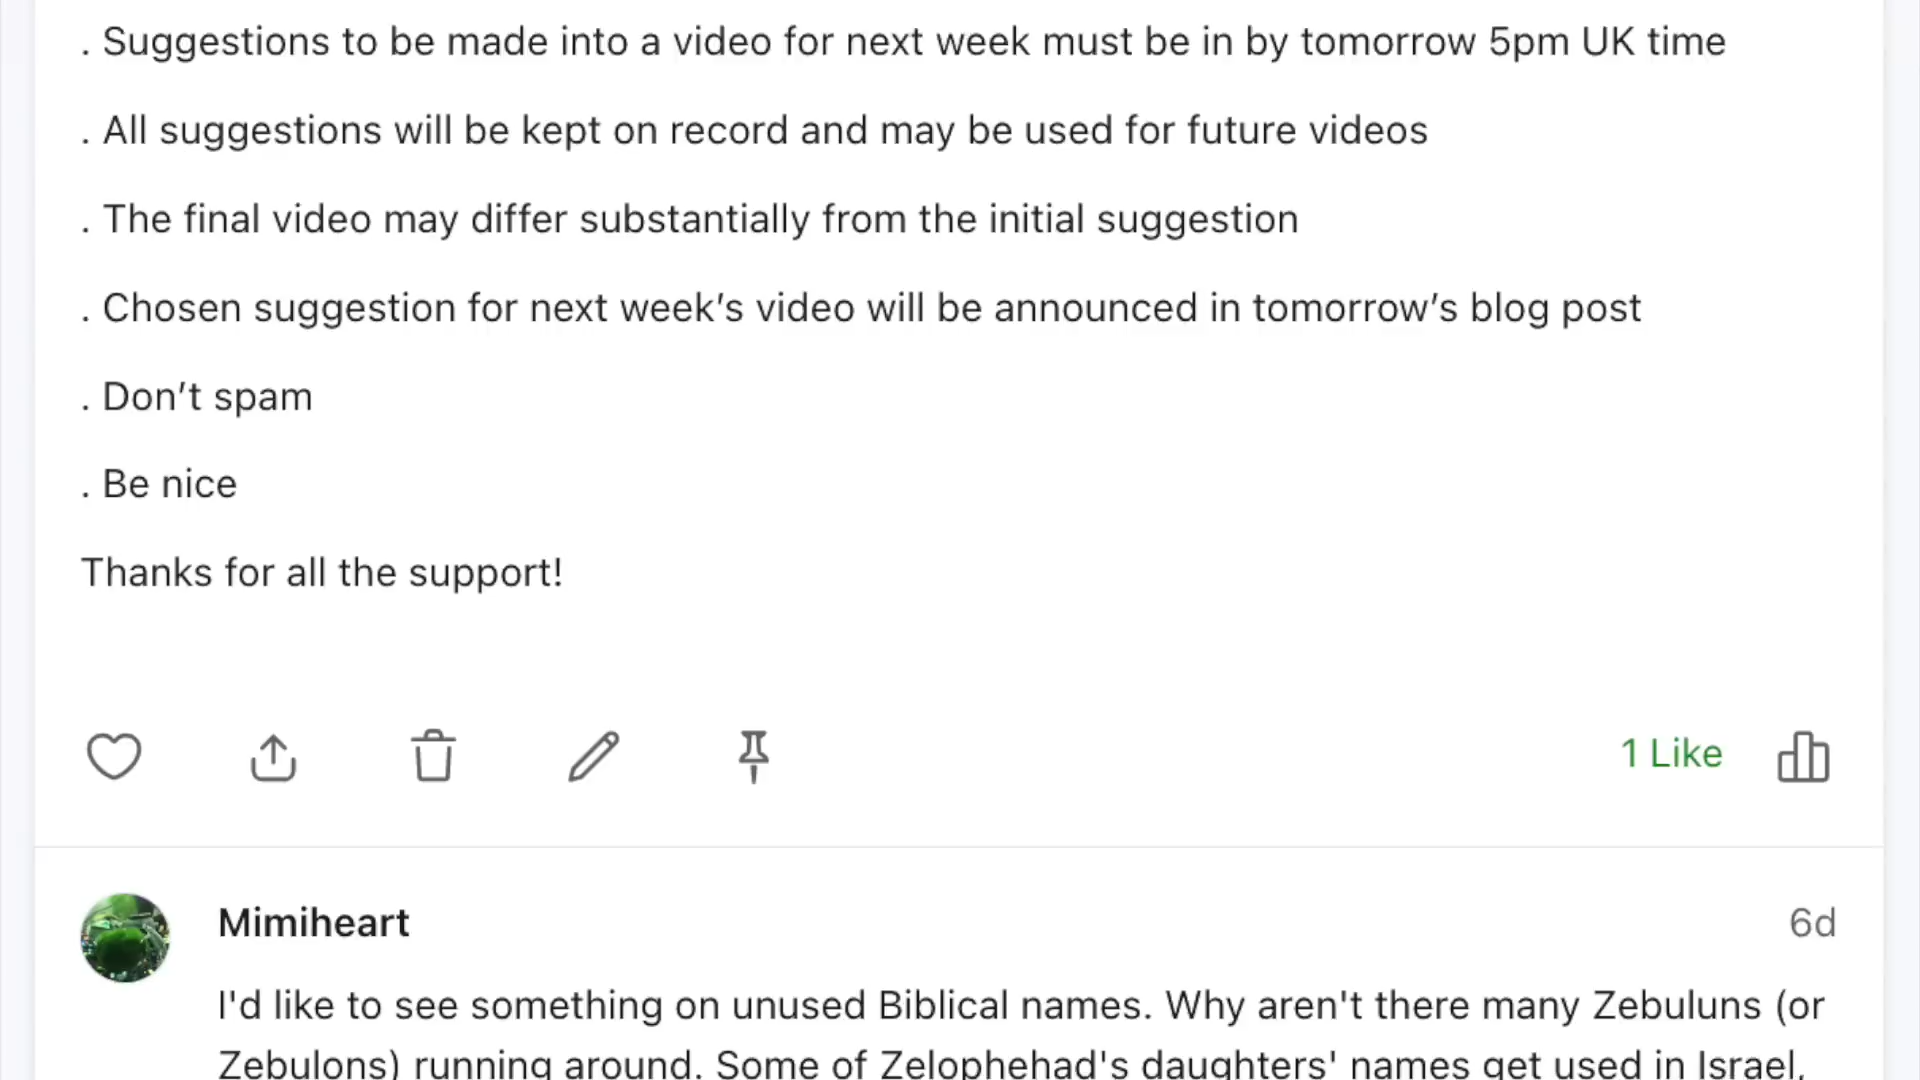 . Suggestions to be made into a video for next week must be in by tomorrow 5pm UK time
. All suggestions will be kept on record and may be used for future videos
. The final video may differ substantially from the initial suggestion
. Chosen suggestion for next week’s video will be announced in tomorrow’s blog post
. Don’t spam
. Be nice
Thanks for all the support!
1 Like
Mimiheart
6d
I'd like to see something on unused Biblical names. Why aren't there many Zebuluns (or
Zebulons) running around. Some of Zelophehad's daughters' names get used in Israel,